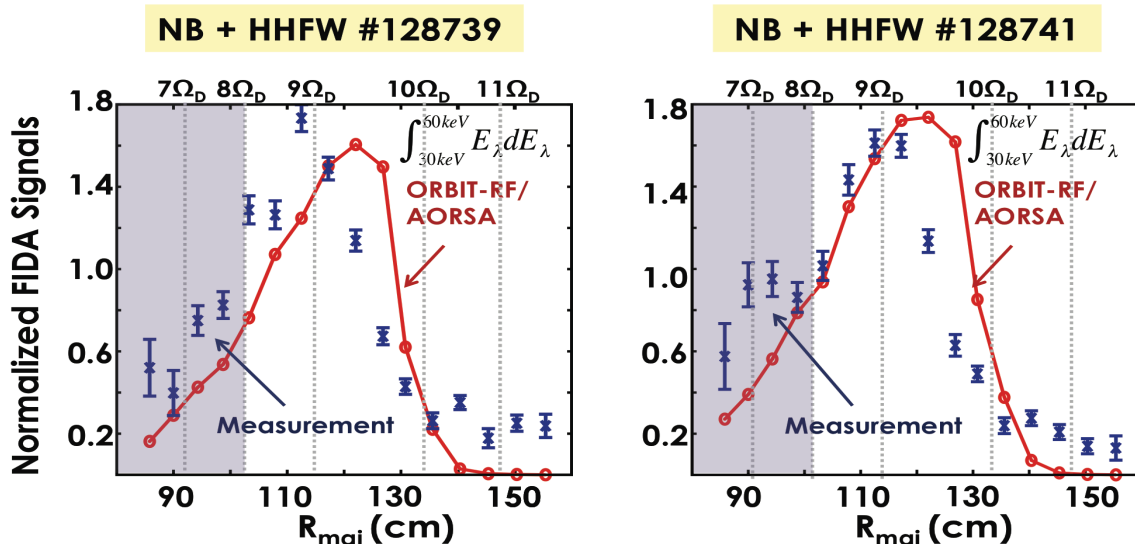 NB + HHFW #128739
NB + HHFW #128741
7Ω_D 8Ω_D 9Ω_D 10Ω_D 11Ω_D
7Ω_D 8Ω_D 9Ω_D 10Ω_D 11Ω_D
Normalized FIDA Signals
1.8
1.4
1.0
0.6
0.2
∫_{30keV}^{60keV} E_λ dE_λ
ORBIT-RF/
AORSA
Measurement
90 110 130 150
R_maj (cm)
1.8
1.4
1.0
0.6
0.2
∫_{30keV}^{60keV} E_λ dE_λ
ORBIT-RF/
AORSA
Measurement
90 110 130 150
R_maj (cm)